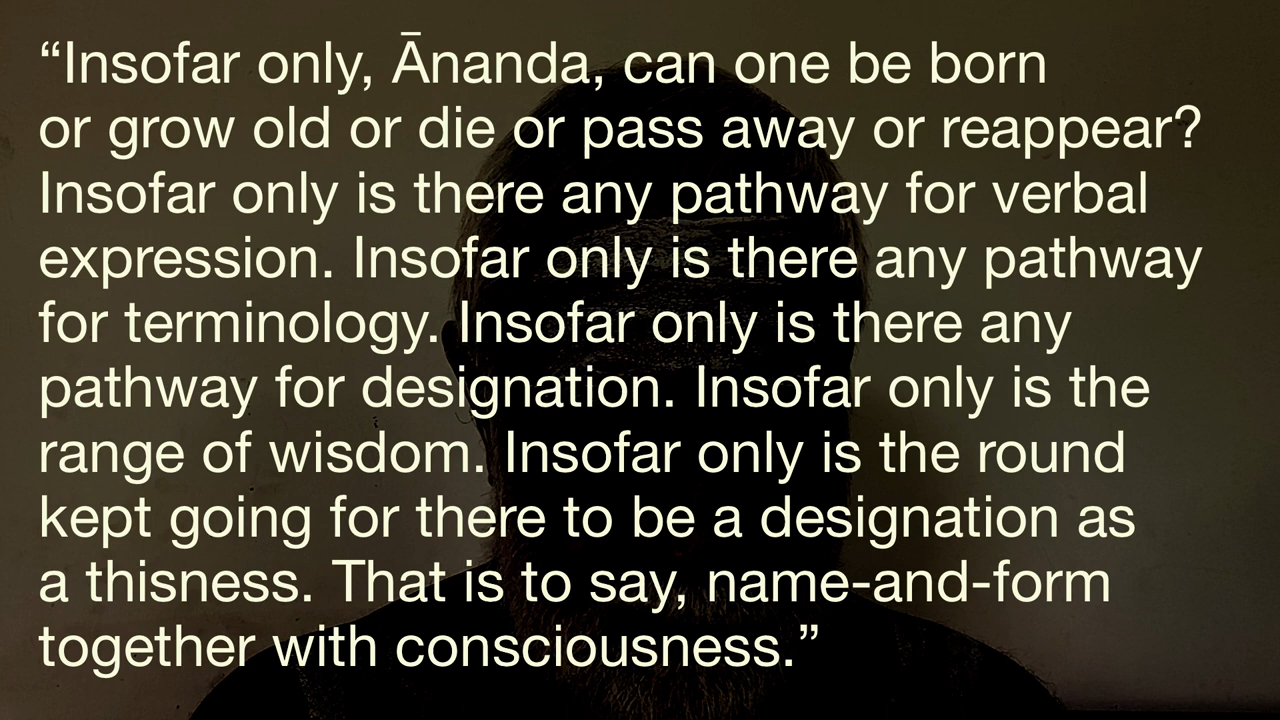 “Insofar only, Ānanda, can one be born
or grow old or die or pass away or reappear?
Insofar only is there any pathway for verbal
expression. Insofar only is there any pathway
for terminology. Insofar only is there any
pathway for designation. Insofar only is the
range of wisdom. Insofar only is the round
kept going for there to be a designation as
a thisness. That is to say, name-and-form
together with consciousness.”